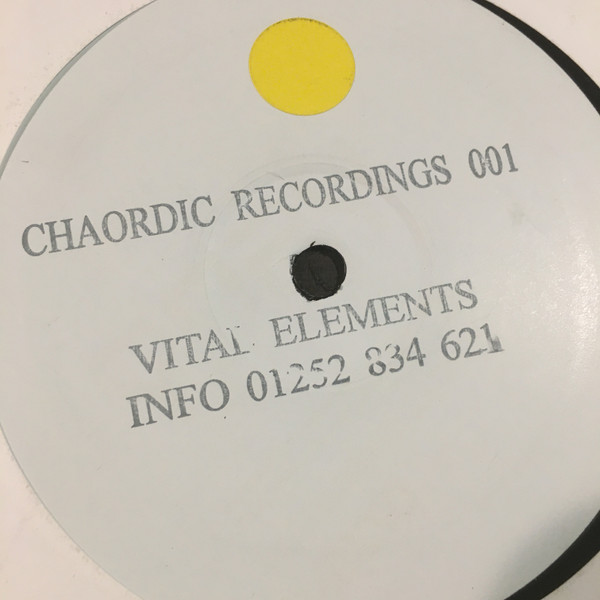 CHAORDIC RECORDINGS 001
VITAL ELEMENTS
INFO 01252 834 621